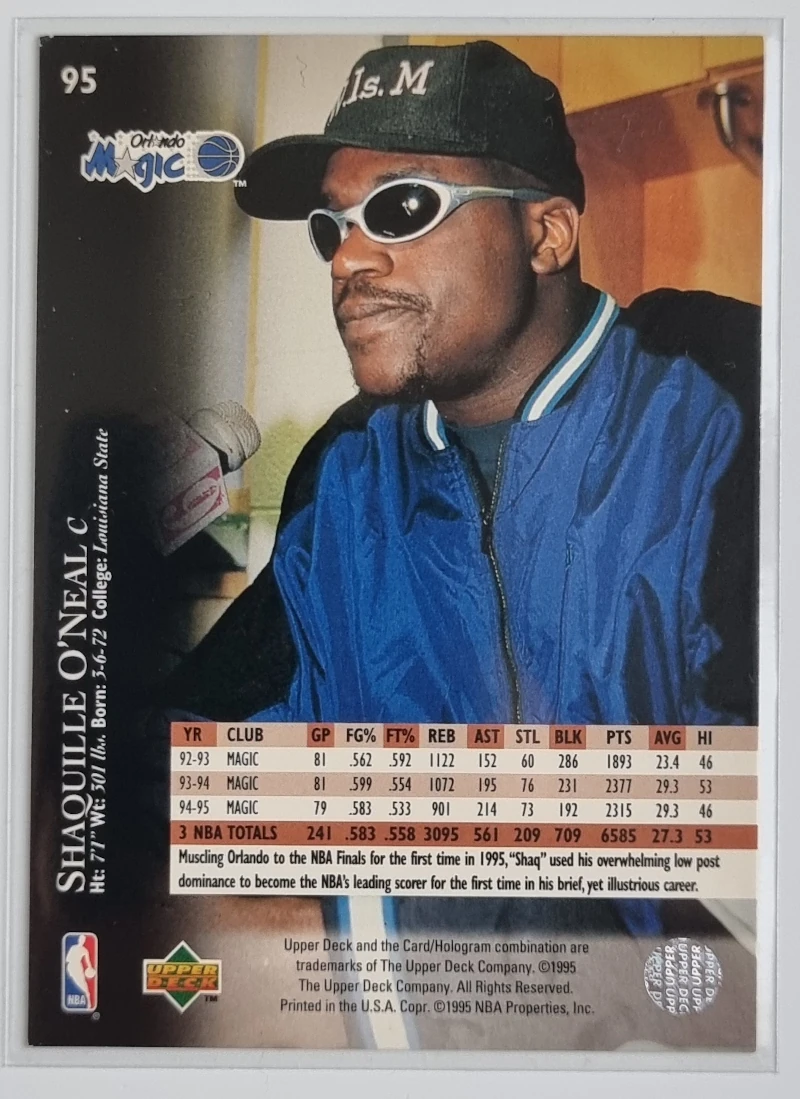 95
ls. M
Orlando
Magic
TM
SHAQUILLE O'NEAL C
Ht: 7'1" Wt: 301 lbs. Born: 3-6-72 College: Louisiana State
YR CLUB GP FG% FT% REB AST STL BLK PTS AVG HI
92-93 MAGIC 81 .562 .592 1122 152 60 286 1893 23.4 46
93-94 MAGIC 81 .599 .554 1072 195 76 231 2377 29.3 53
94-95 MAGIC 79 .583 .533 901 214 73 192 2315 29.3 46
3 NBA TOTALS 241 .583 .558 3095 561 209 709 6585 27.3 53
Muscling Orlando to the NBA Finals for the first time in 1995, "Shaq" used his overwhelming low post
dominance to become the NBA's leading scorer for the first time in his brief, yet illustrious career.
NBA
®
UPPER
DECK
TM
Upper Deck and the Card/Hologram combination are
trademarks of The Upper Deck Company. ©1995
The Upper Deck Company. All Rights Reserved.
Printed in the U.S.A. Copr. ©1995 NBA Properties, Inc.
UPPER
UPPER DEC
UPPER